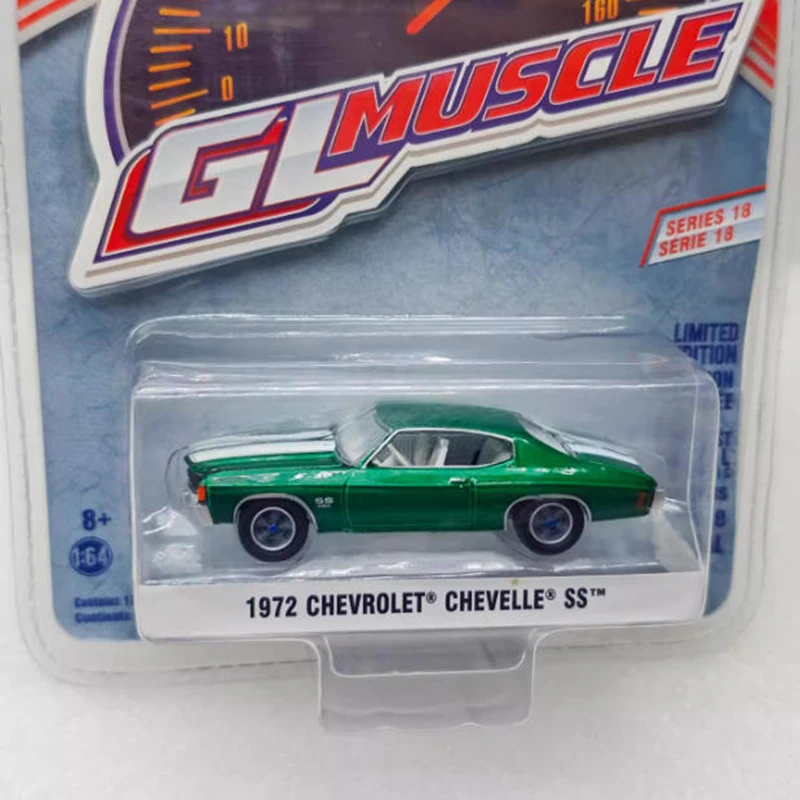 10
0
160
GL MUSCLE
SERIES 18
SERIE 18
LIMITED
EDITION
8+
1:64
SS
1972 CHEVROLET® CHEVELLE® SS™